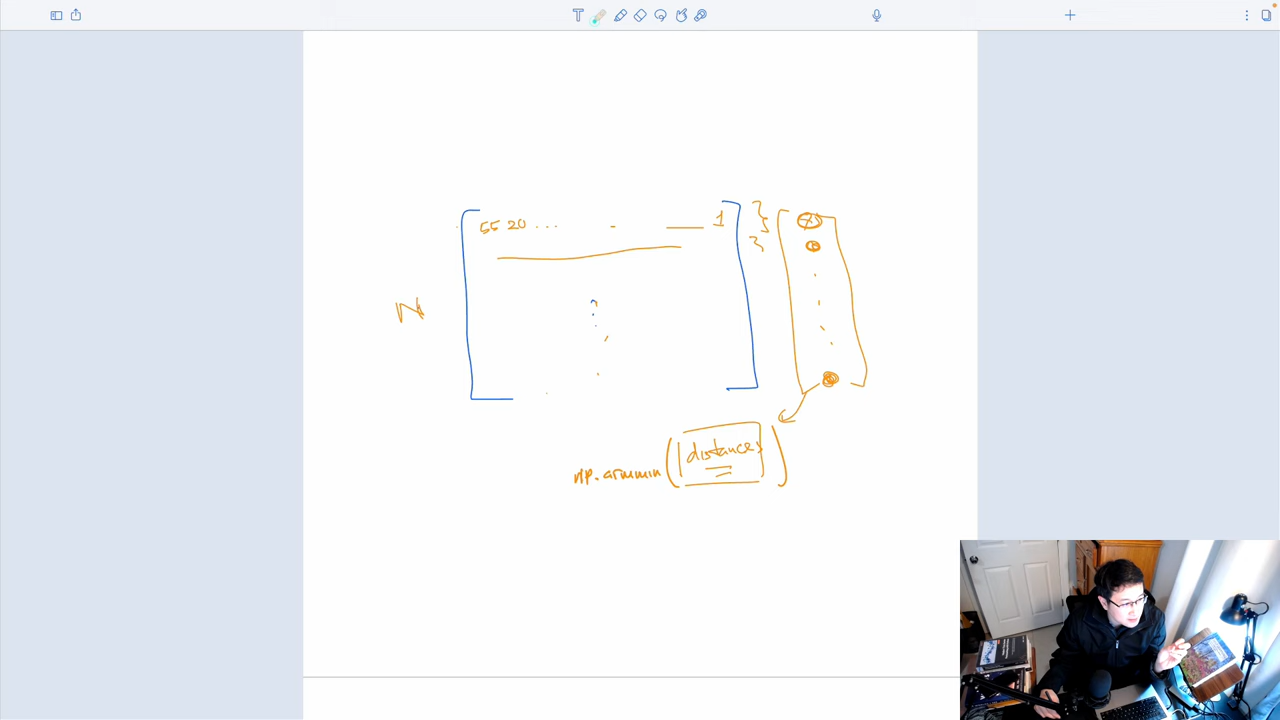 55 20 ... - — 1
N
np.argmin(distances)